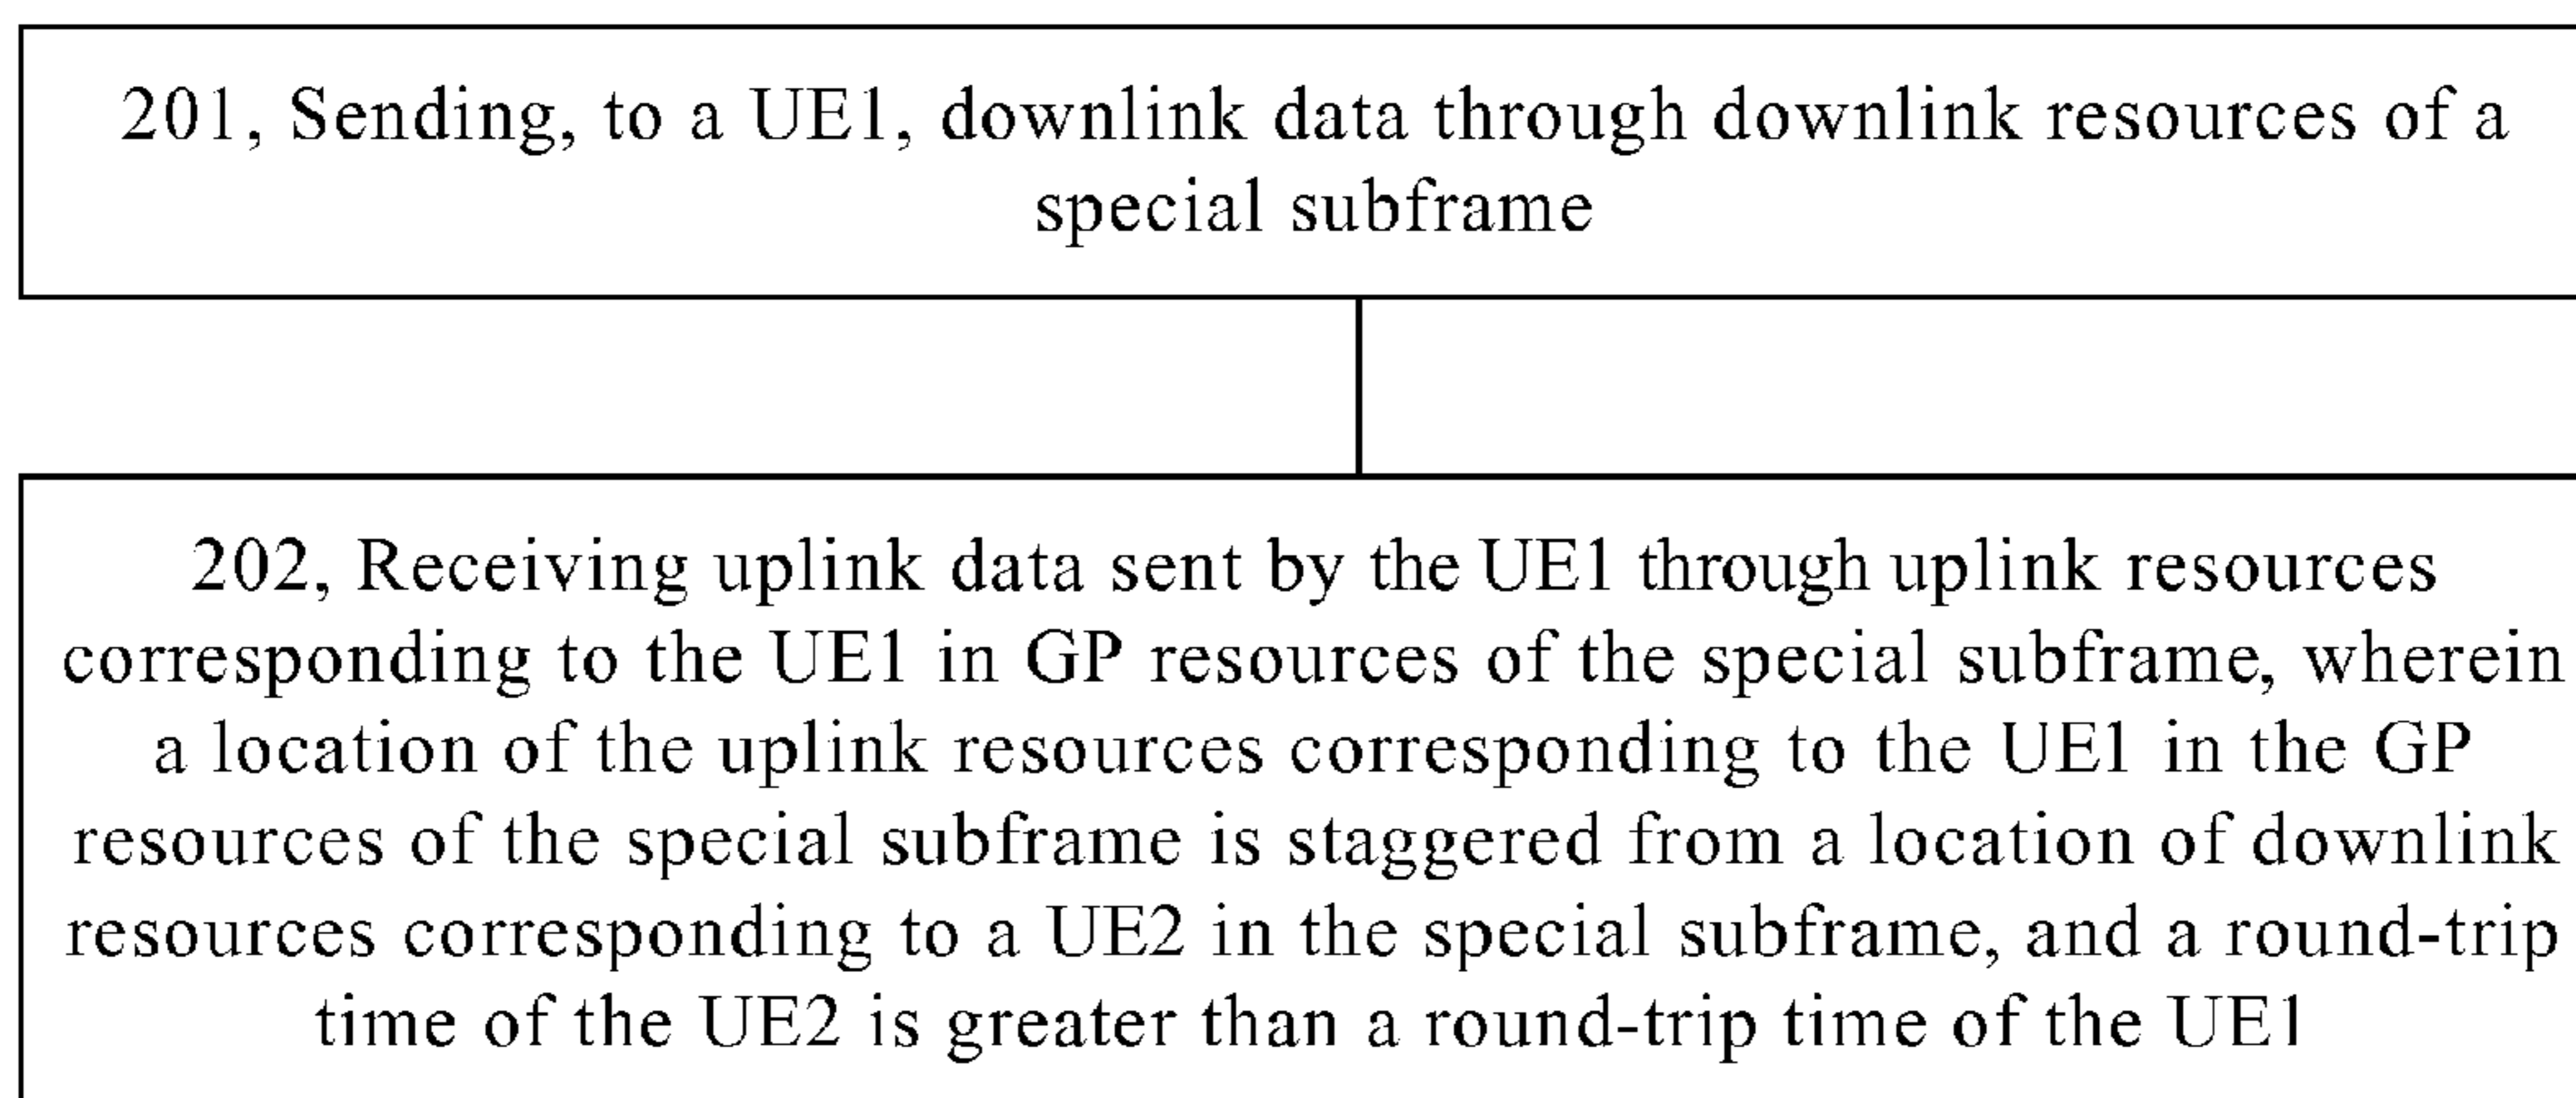 201, Sending, to a UE1, downlink data through downlink resources of a
special subframe
202, Receiving uplink data sent by the UE1 through uplink resources
corresponding to the UE1 in GP resources of the special subframe, wherein
a location of the uplink resources corresponding to the UE1 in the GP
resources of the special subframe is staggered from a location of downlink
resources corresponding to a UE2 in the special subframe, and a round-trip
time of the UE2 is greater than a round-trip time of the UE1